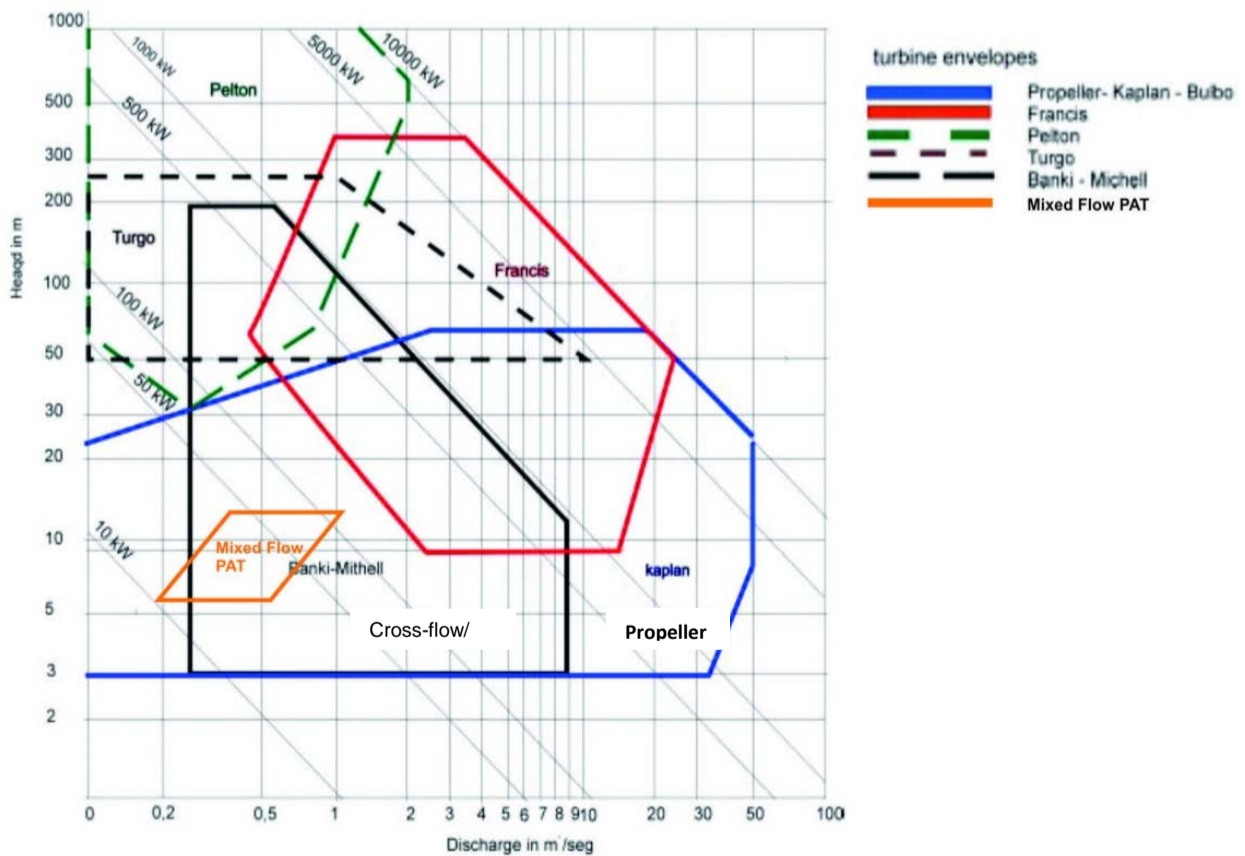 1000
500
300
200
100
50
30
20
10
5
3
2
Heaqd in m
0
0,2
0,5
1
2
3
4
5
6
7
8
910
20
30
50
100
Discharge in m³/seg
1000 kW
5000 kW
10000 kW
500 kW
100 kW
50 kW
10 kW
Pelton
Turgo
Francis
Mixed Flow
PAT
Banki-Mithell
kaplan
Cross-flow/
Propeller
turbine envelopes
Propeller- Kaplan - Bulbo
Francis
Pelton
Turgo
Banki - Michell
Mixed Flow PAT